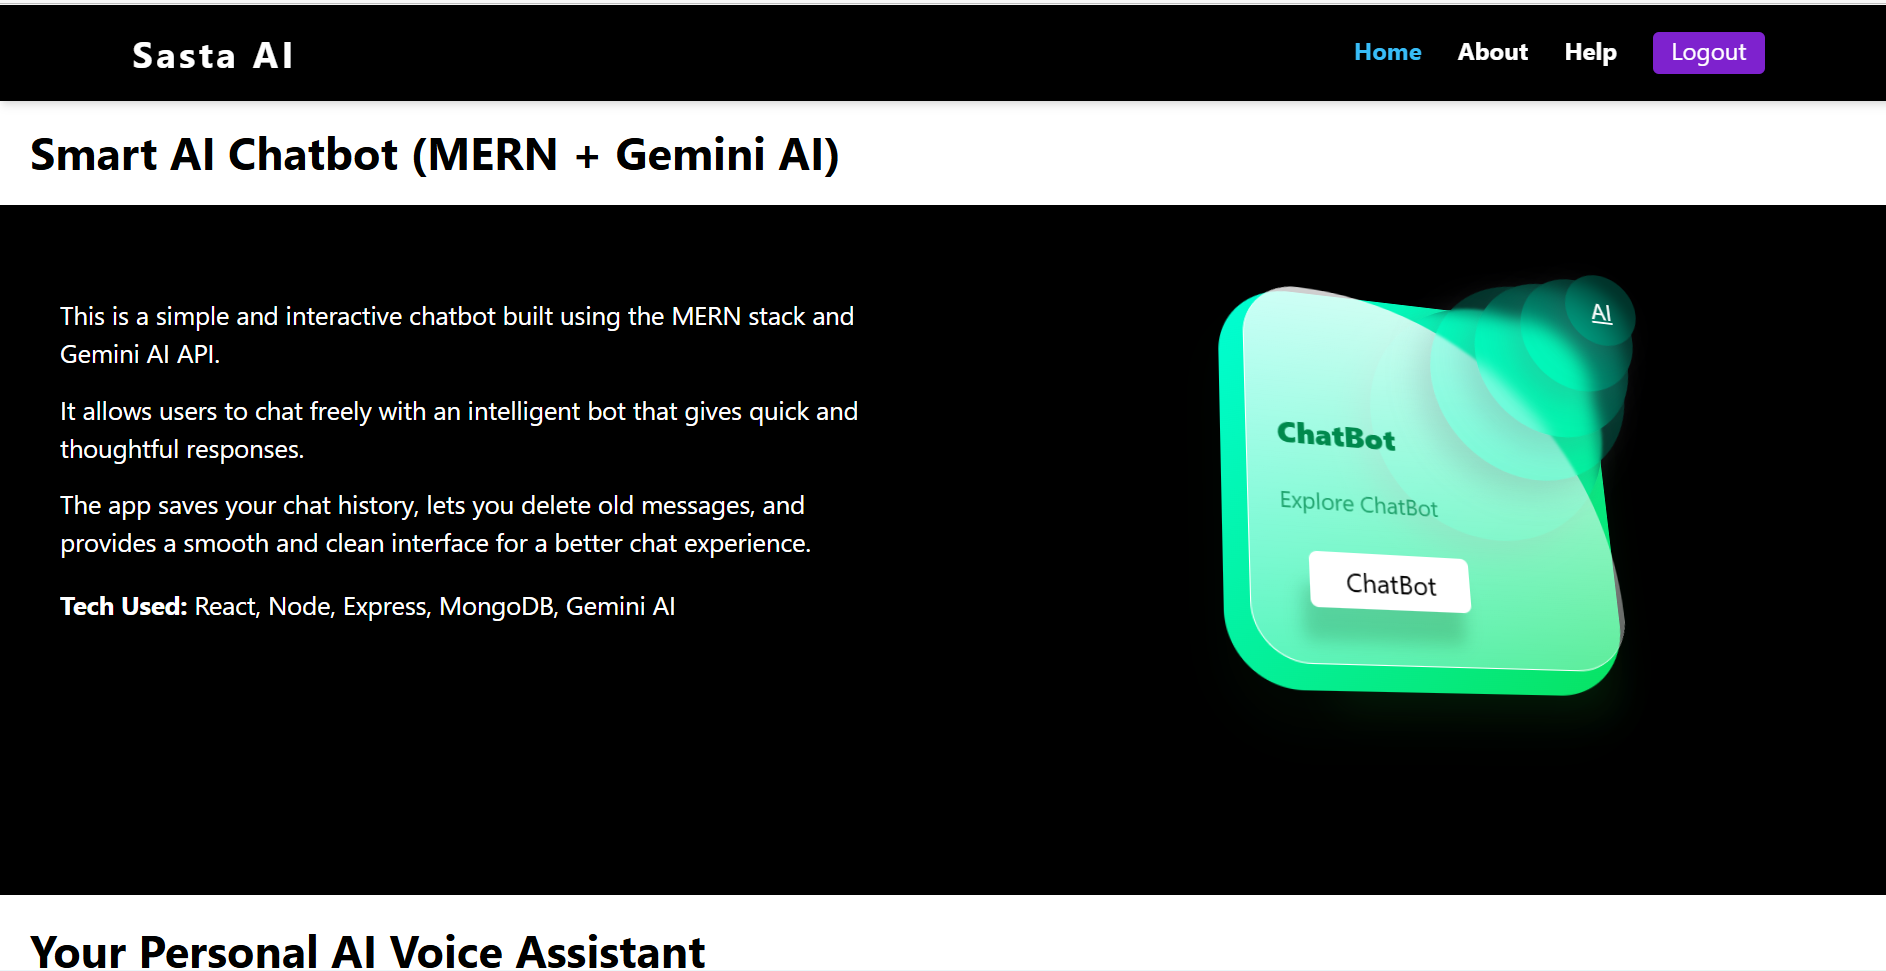 Sasta AI
Home About Help Logout
Smart AI Chatbot (MERN + Gemini AI)
This is a simple and interactive chatbot built using the MERN stack and
Gemini AI API.
It allows users to chat freely with an intelligent bot that gives quick and
thoughtful responses.
The app saves your chat history, lets you delete old messages, and
provides a smooth and clean interface for a better chat experience.
Tech Used: React, Node, Express, MongoDB, Gemini AI
AI
ChatBot
Explore ChatBot
ChatBot
Your Personal AI Voice Assistant